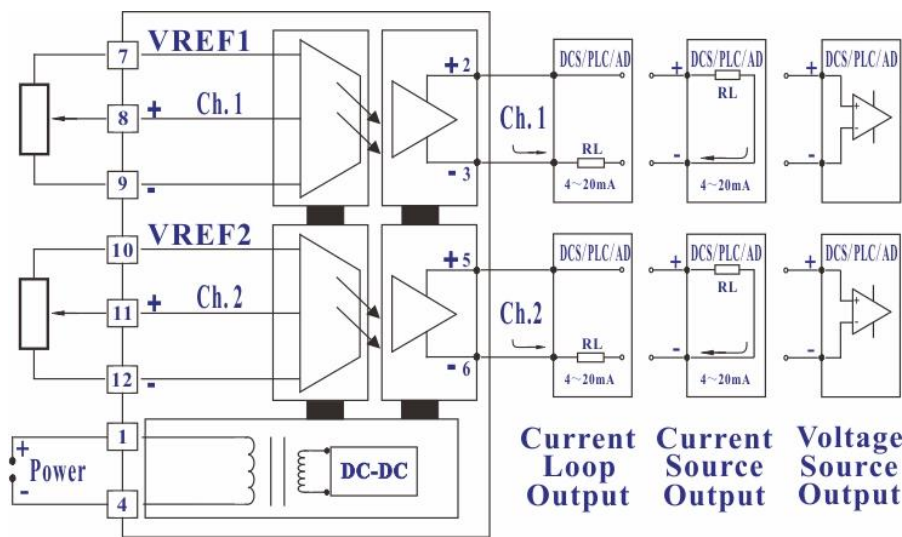 7
VREF1
8
+
Ch. 1
9
-
+ 2
- 3
Ch. 1
DCS/PLC/AD
RL
4～20mA
+
-
DCS/PLC/AD
RL
4～20mA
+
-
DCS/PLC/AD
+
-
10
VREF2
11
+
Ch. 2
12
-
+ 5
- 6
Ch.2
DCS/PLC/AD
RL
4～20mA
+
-
DCS/PLC/AD
RL
4～20mA
+
-
DCS/PLC/AD
+
-
1
+
Power
-
4
DC-DC
Current
Loop
Output
Current
Source
Output
Voltage
Source
Output